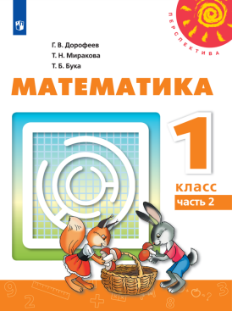 ПЕРСПЕКТИВА
Г. В. Дорофеев
Т. Н. Миракова
Т. Б. Бука
МАТЕМАТИКА
1
КЛАСС
часть 2